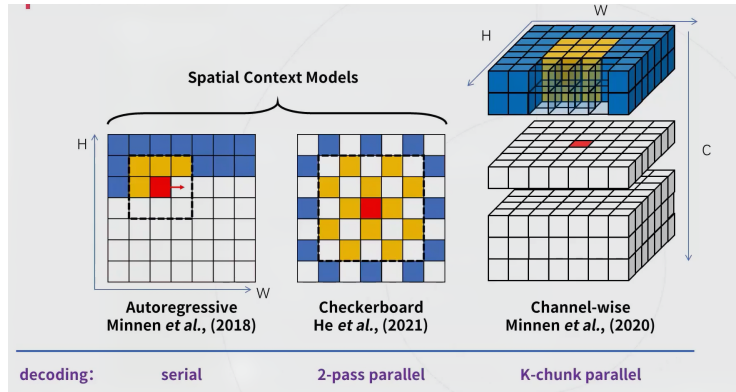 W
H
Spatial Context Models
H
C
W
Autoregressive
Minnen et al., (2018)
Checkerboard
He et al., (2021)
Channel-wise
Minnen et al., (2020)
decoding: serial 2-pass parallel K-chunk parallel